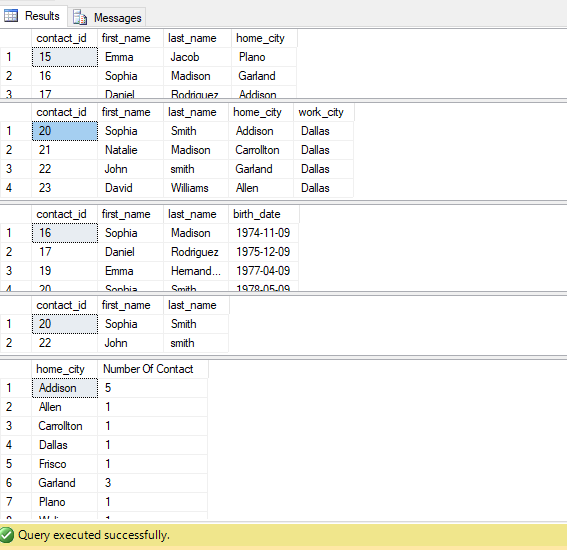 Results Messages
contact_id first_name last_name home_city
1 15 Emma Jacob Plano
2 16 Sophia Madison Garland
3 17 Daniel Rodriguez Addison
contact_id first_name last_name home_city work_city
1 20 Sophia Smith Addison Dallas
2 21 Natalie Madison Carrollton Dallas
3 22 John smith Garland Dallas
4 23 David Williams Allen Dallas
contact_id first_name last_name birth_date
1 16 Sophia Madison 1974-11-09
2 17 Daniel Rodriguez 1975-12-09
3 19 Emma Hernand... 1977-04-09
4 20 Sophia Smith 1978-05-09
contact_id first_name last_name
1 20 Sophia Smith
2 22 John smith
home_city Number Of Contact
1 Addison 5
2 Allen 1
3 Carrollton 1
4 Dallas 1
5 Frisco 1
6 Garland 3
7 Plano 1
Query executed successfully.